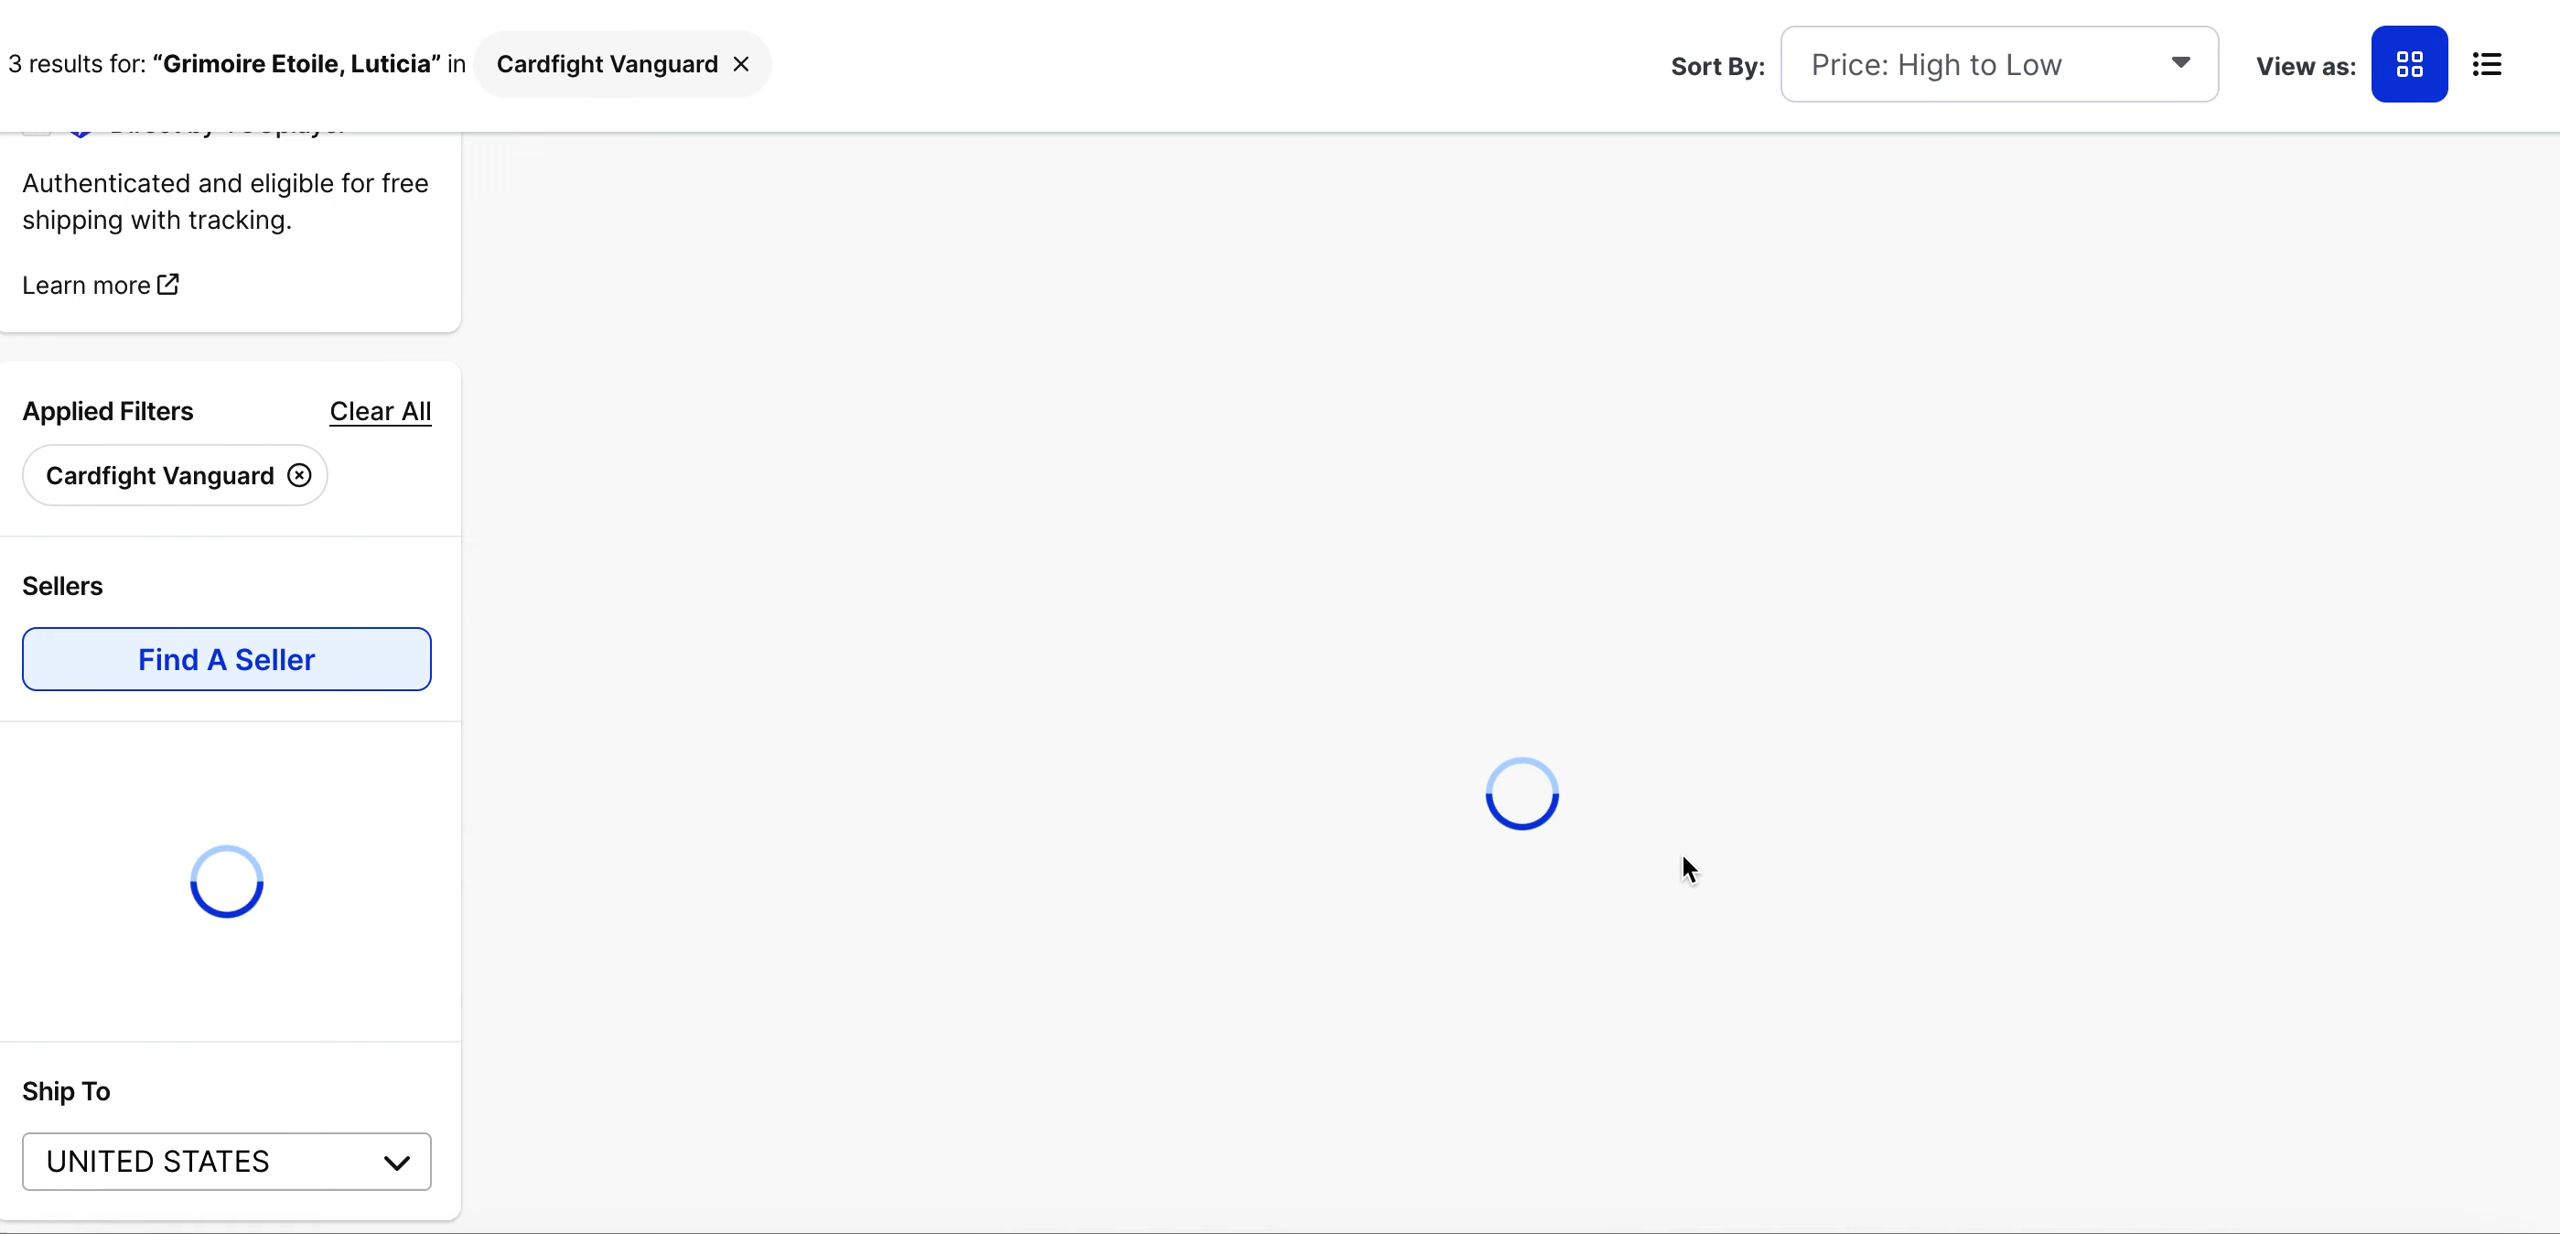 3 results for: “Grimoire Etoile, Luticia” in Cardfight Vanguard
Sort By: Price: High to Low View as:
Authenticated and eligible for free
shipping with tracking.
Learn more
Applied Filters Clear All
Cardfight Vanguard
Sellers
Find A Seller
Ship To
UNITED STATES